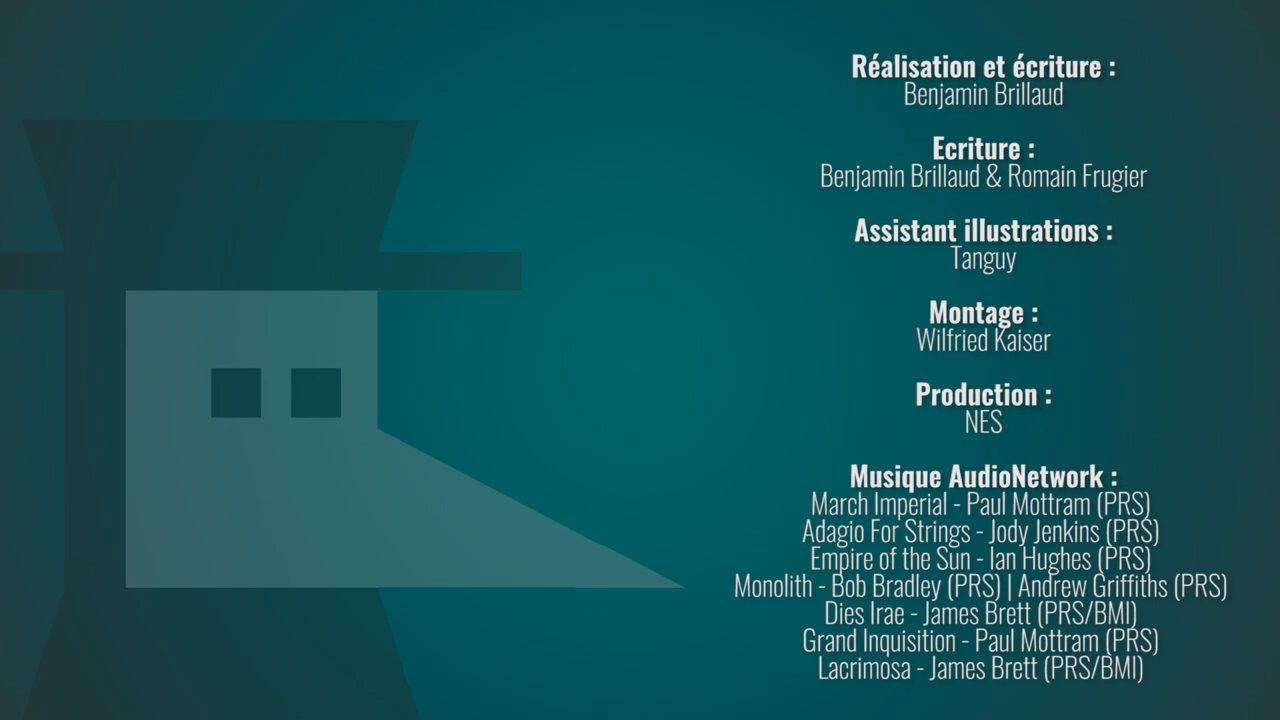 Réalisation et écriture :
Benjamin Brillaud
Ecriture :
Benjamin Brillaud & Romain Frugier
Assistant illustrations :
Tanguy
Montage :
Wilfried Kaiser
Production :
NES
Musique AudioNetwork :
March Imperial - Paul Mottram (PRS)
Adagio For Strings - Jody Jenkins (PRS)
Empire of the Sun - Ian Hughes (PRS)
Monolith - Bob Bradley (PRS) | Andrew Griffiths (PRS)
Dies Irae - James Brett (PRS/BMI)
Grand Inquisition - Paul Mottram (PRS)
Lacrimosa - James Brett (PRS/BMI)